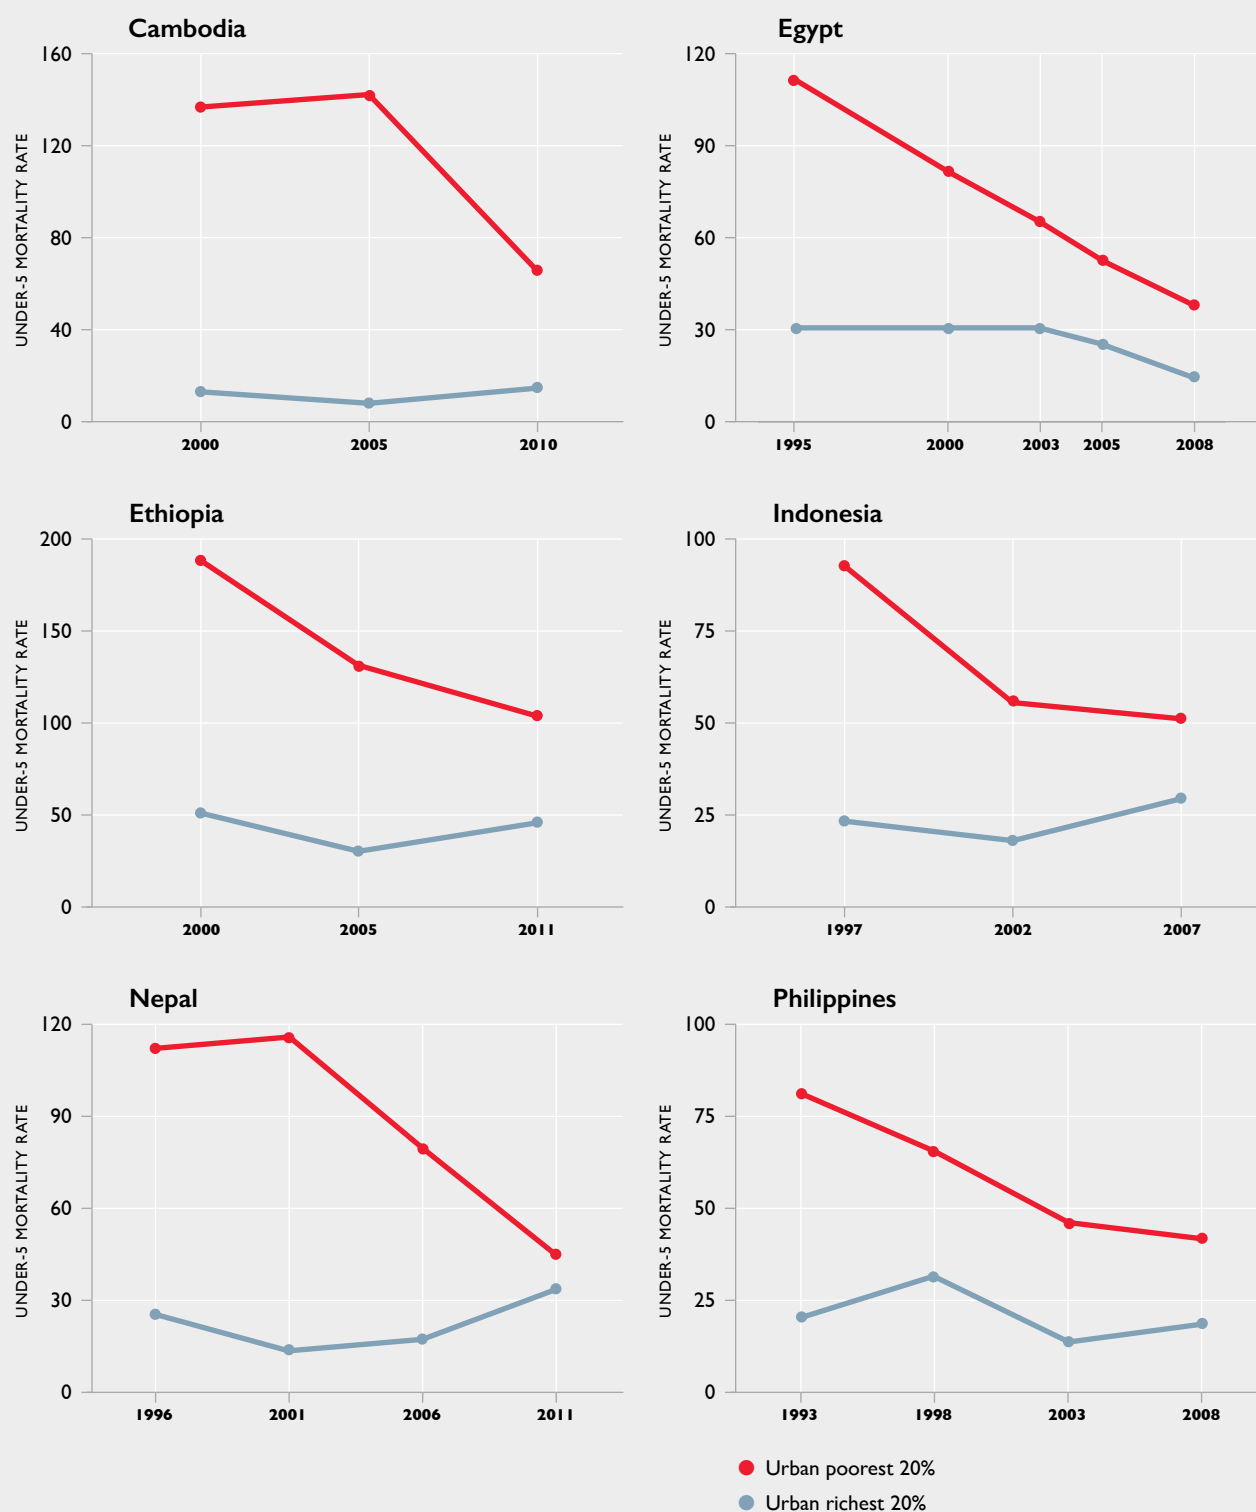 Cambodia
160
120
80
40
0
UNDER-5 MORTALITY RATE
2000 2005 2010
Egypt
120
90
60
30
0
UNDER-5 MORTALITY RATE
1995 2000 2003 2005 2008
Ethiopia
200
150
100
50
0
UNDER-5 MORTALITY RATE
2000 2005 2011
Indonesia
100
75
50
25
0
UNDER-5 MORTALITY RATE
1997 2002 2007
Nepal
120
90
60
30
0
UNDER-5 MORTALITY RATE
1996 2001 2006 2011
Philippines
100
75
50
25
0
UNDER-5 MORTALITY RATE
1993 1998 2003 2008
Urban poorest 20%
Urban richest 20%